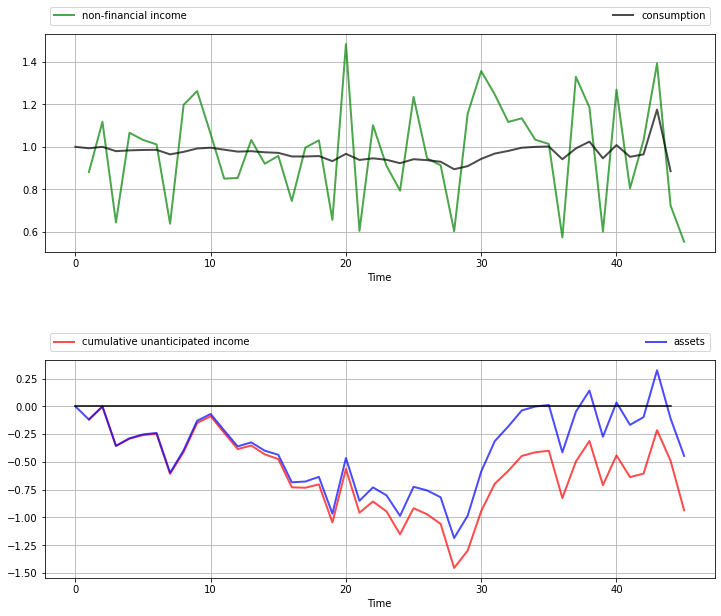 non-financial income consumption
1.4
1.2
1.0
0.8
0.6
0 10 20 30 40
Time
cumulative unanticipated income assets
0.25
0.00
−0.25
−0.50
−0.75
−1.00
−1.25
−1.50
0 10 20 30 40
Time